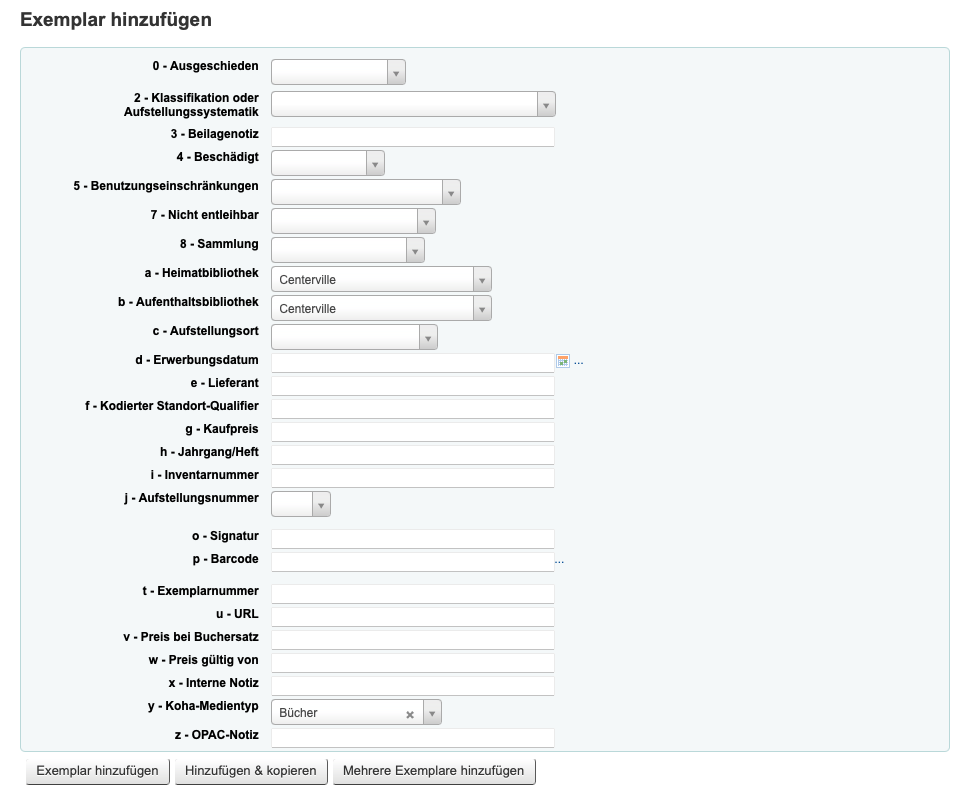 Exemplar hinzufügen
0 - Ausgeschieden
2 - Klassifikation oder
Aufstellungssystematik
3 - Beilagenotiz
4 - Beschädigt
5 - Benutzungseinschränkungen
7 - Nicht entleihbar
8 - Sammlung
a - Heimatbibliothek Centerville
b - Aufenthaltsbibliothek Centerville
c - Aufstellungsort
d - Erwerbungsdatum ...
e - Lieferant
f - Kodierter Standort-Qualifier
g - Kaufpreis
h - Jahrgang/Heft
i - Inventarnummer
j - Aufstellungsnummer
o - Signatur
p - Barcode ...
t - Exemplarnummer
u - URL
v - Preis bei Buchersatz
w - Preis gültig von
x - Interne Notiz
y - Koha-Medientyp Bücher
z - OPAC-Notiz
Exemplar hinzufügen Hinzufügen & kopieren Mehrere Exemplare hinzufügen